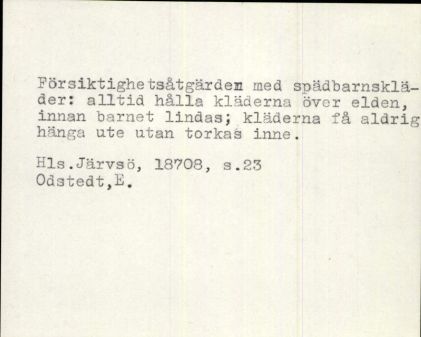 Försiktighetsåtgärden med spädbarnsklä-
der: alltid hålla kläderna över elden,
innan barnet lindas; kläderna få aldrig
hänga ute utan torkas inne.
Hls.Järvsö, 18708, s.23
Odstedt,E.